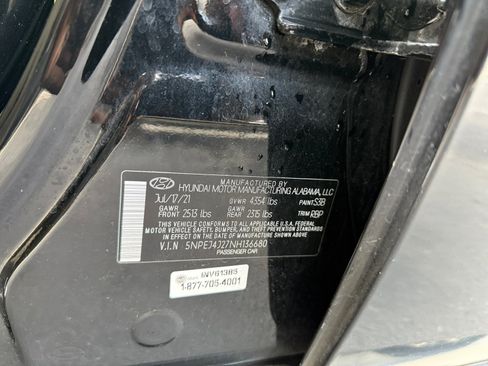 MANUFACTURED BY
HYUNDAI MOTOR MANUFACTURING ALABAMA, LLC
Jul/17/21 GVWR 4354 lbs PAINT S3B
GAWR FRONT 2513 lbs GAWR REAR 2315 lbs TRIM RBP
THIS VEHICLE CONFORMS TO ALL APPLICABLE U.S.A. FEDERAL
MOTOR VEHICLE SAFETY, BUMPER, AND THEFT PREVENTION STANDARDS
IN EFFECT ON THE DATE OF MANUFACTURE SHOWN ABOVE.
V.I.N 5NPEJ4J27NH136680
PASSENGER CAR
INV61385
1-877-705-4001